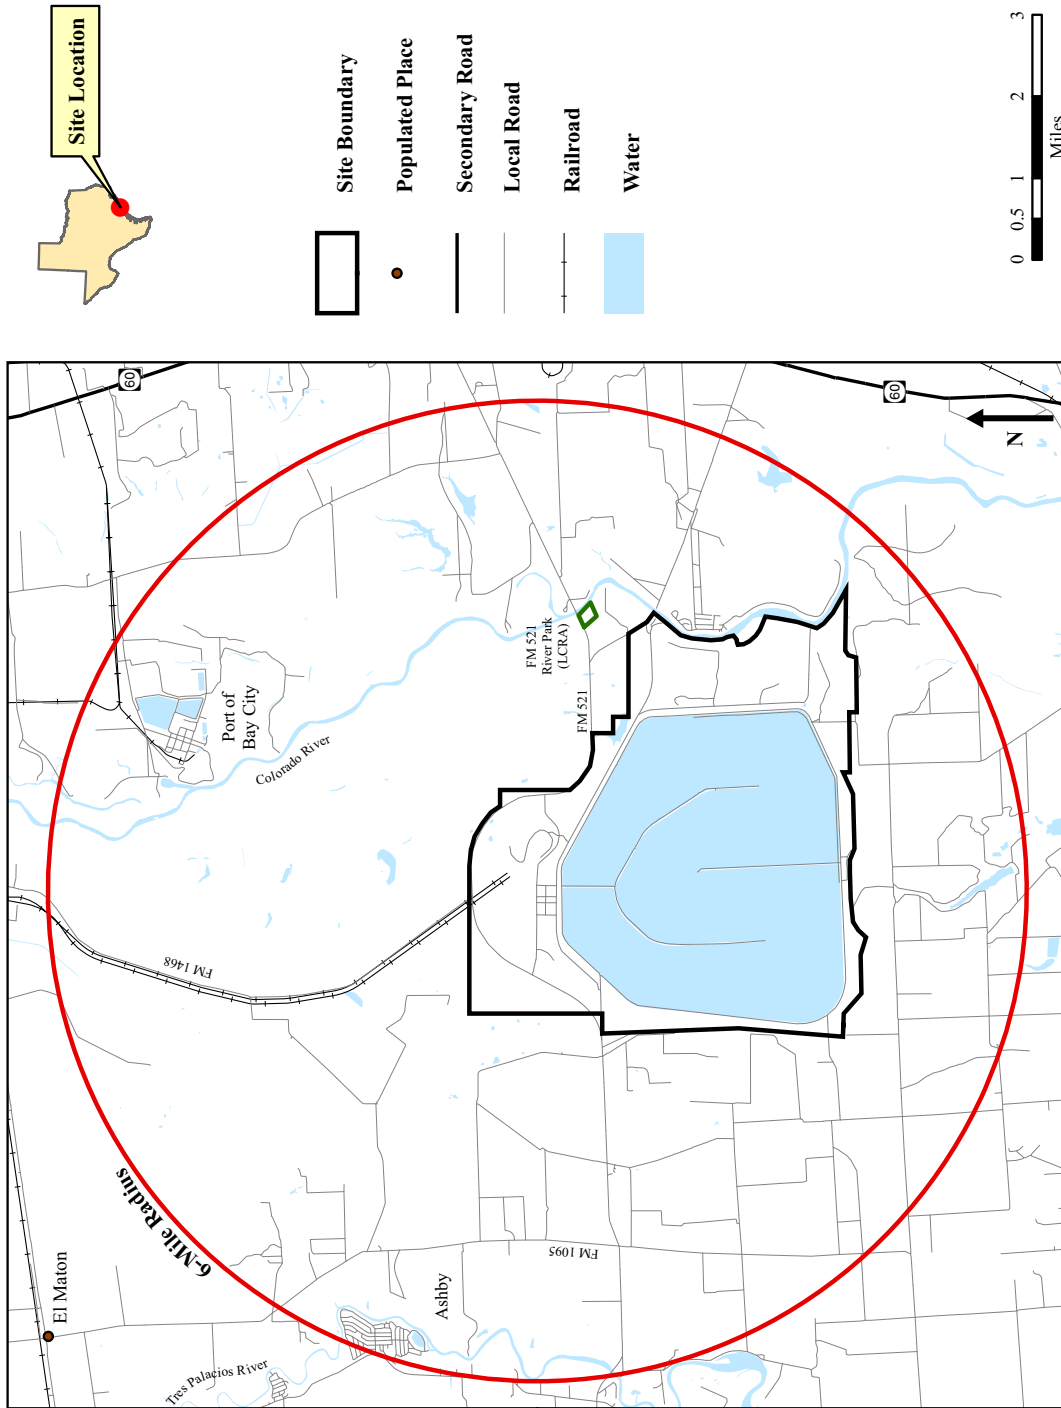 Site Location
Site Boundary
Populated Place
Secondary Road
Local Road
Railroad
Water
0 0.5 1 2 3
Miles
60
60
N
Port of
Bay City
Colorado River
FM 521
River Park
(LCRA)
FM 521
FM 1468
6-Mile Radius
El Maton
FM 1095
Ashby
Tres Palacios River